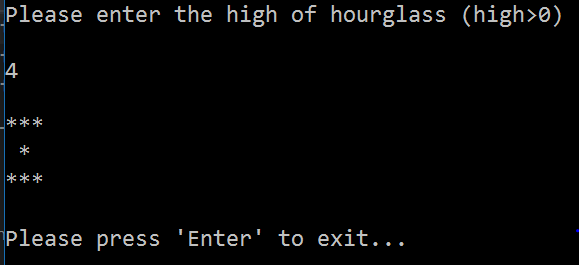 Please enter the high of hourglass (high>0)
4
***
 *
***
Please press 'Enter' to exit...